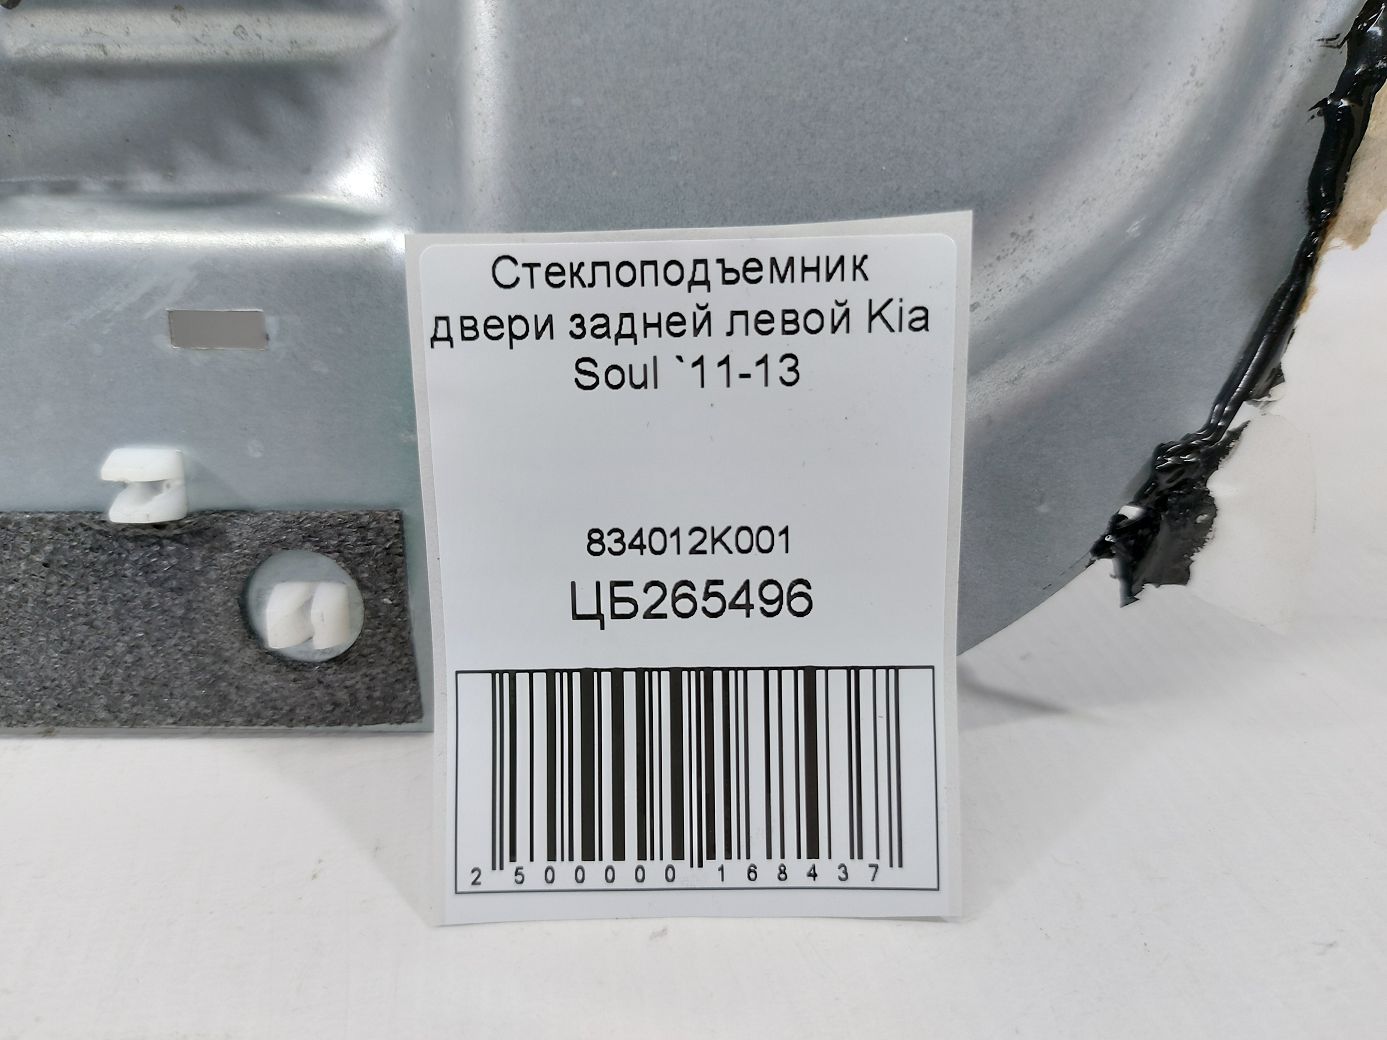 Стеклоподъемник
двери задней левой Kia
Soul `11-13
834012K001
ЦБ265496
2 500000 168437